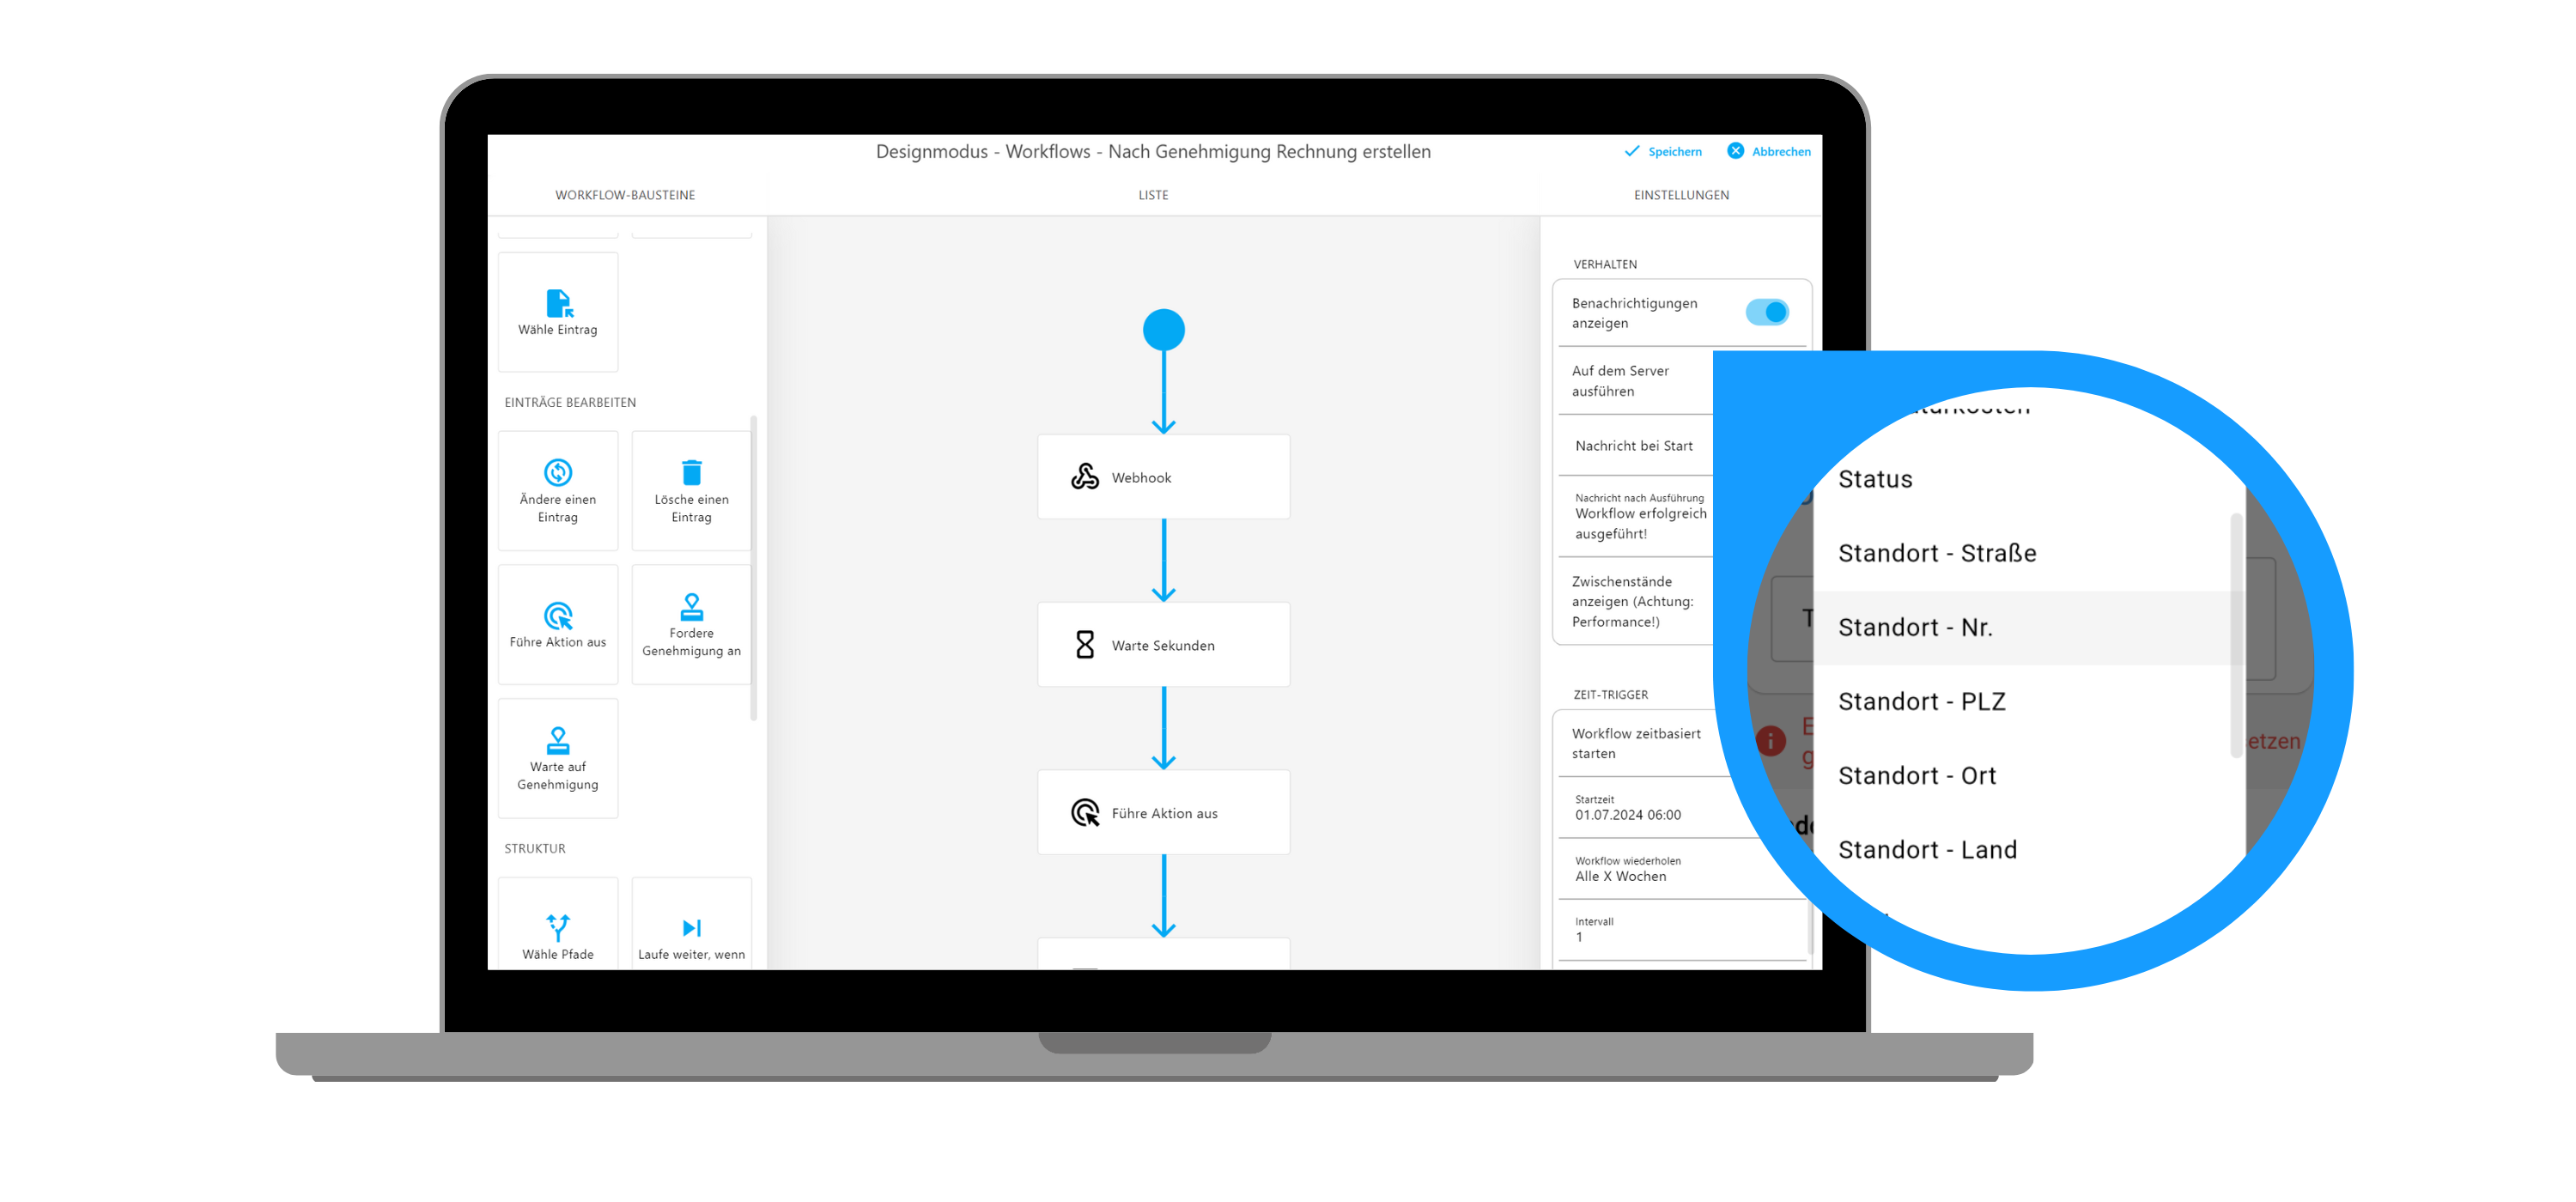 Designmodus - Workflows - Nach Genehmigung Rechnung erstellen
Speichern
Abbrechen
WORKFLOW-BAUSTEINE
LISTE
EINSTELLUNGEN
Wähle Eintrag
EINTRÄGE BEARBEITEN
Ändere einen
Eintrag
Lösche einen
Eintrag
Führe Aktion aus
Fordere
Genehmigung an
Warte auf
Genehmigung
STRUKTUR
Wähle Pfade
Laufe weiter, wenn
Webhook
Warte Sekunden
Führe Aktion aus
VERHALTEN
Benachrichtigungen
anzeigen
Auf dem Server
ausführen
Nachricht bei Start
Nachricht nach Ausführung
Workflow erfolgreich
ausgeführt!
Zwischenstände
anzeigen (Achtung:
Performance!)
ZEIT-TRIGGER
Workflow zeitbasiert
starten
Startzeit
01.07.2024 06:00
Workflow wiederholen
Alle X Wochen
Intervall
1
Status
Standort - Straße
Standort - Nr.
Standort - PLZ
Standort - Ort
Standort - Land